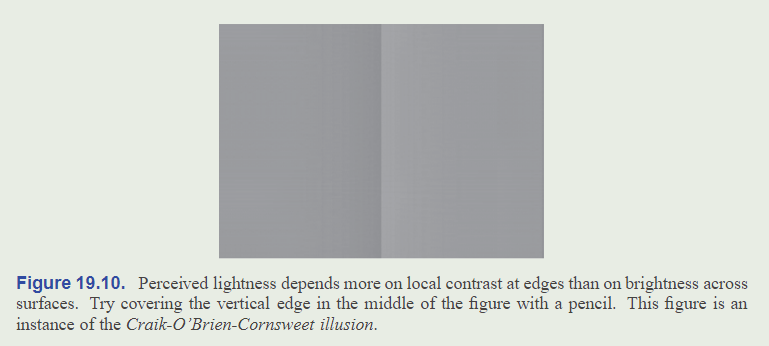 Figure 19.10. Perceived lightness depends more on local contrast at edges than on brightness across
surfaces. Try covering the vertical edge in the middle of the figure with a pencil. This figure is an
instance of the Craik-O’Brien-Cornsweet illusion.